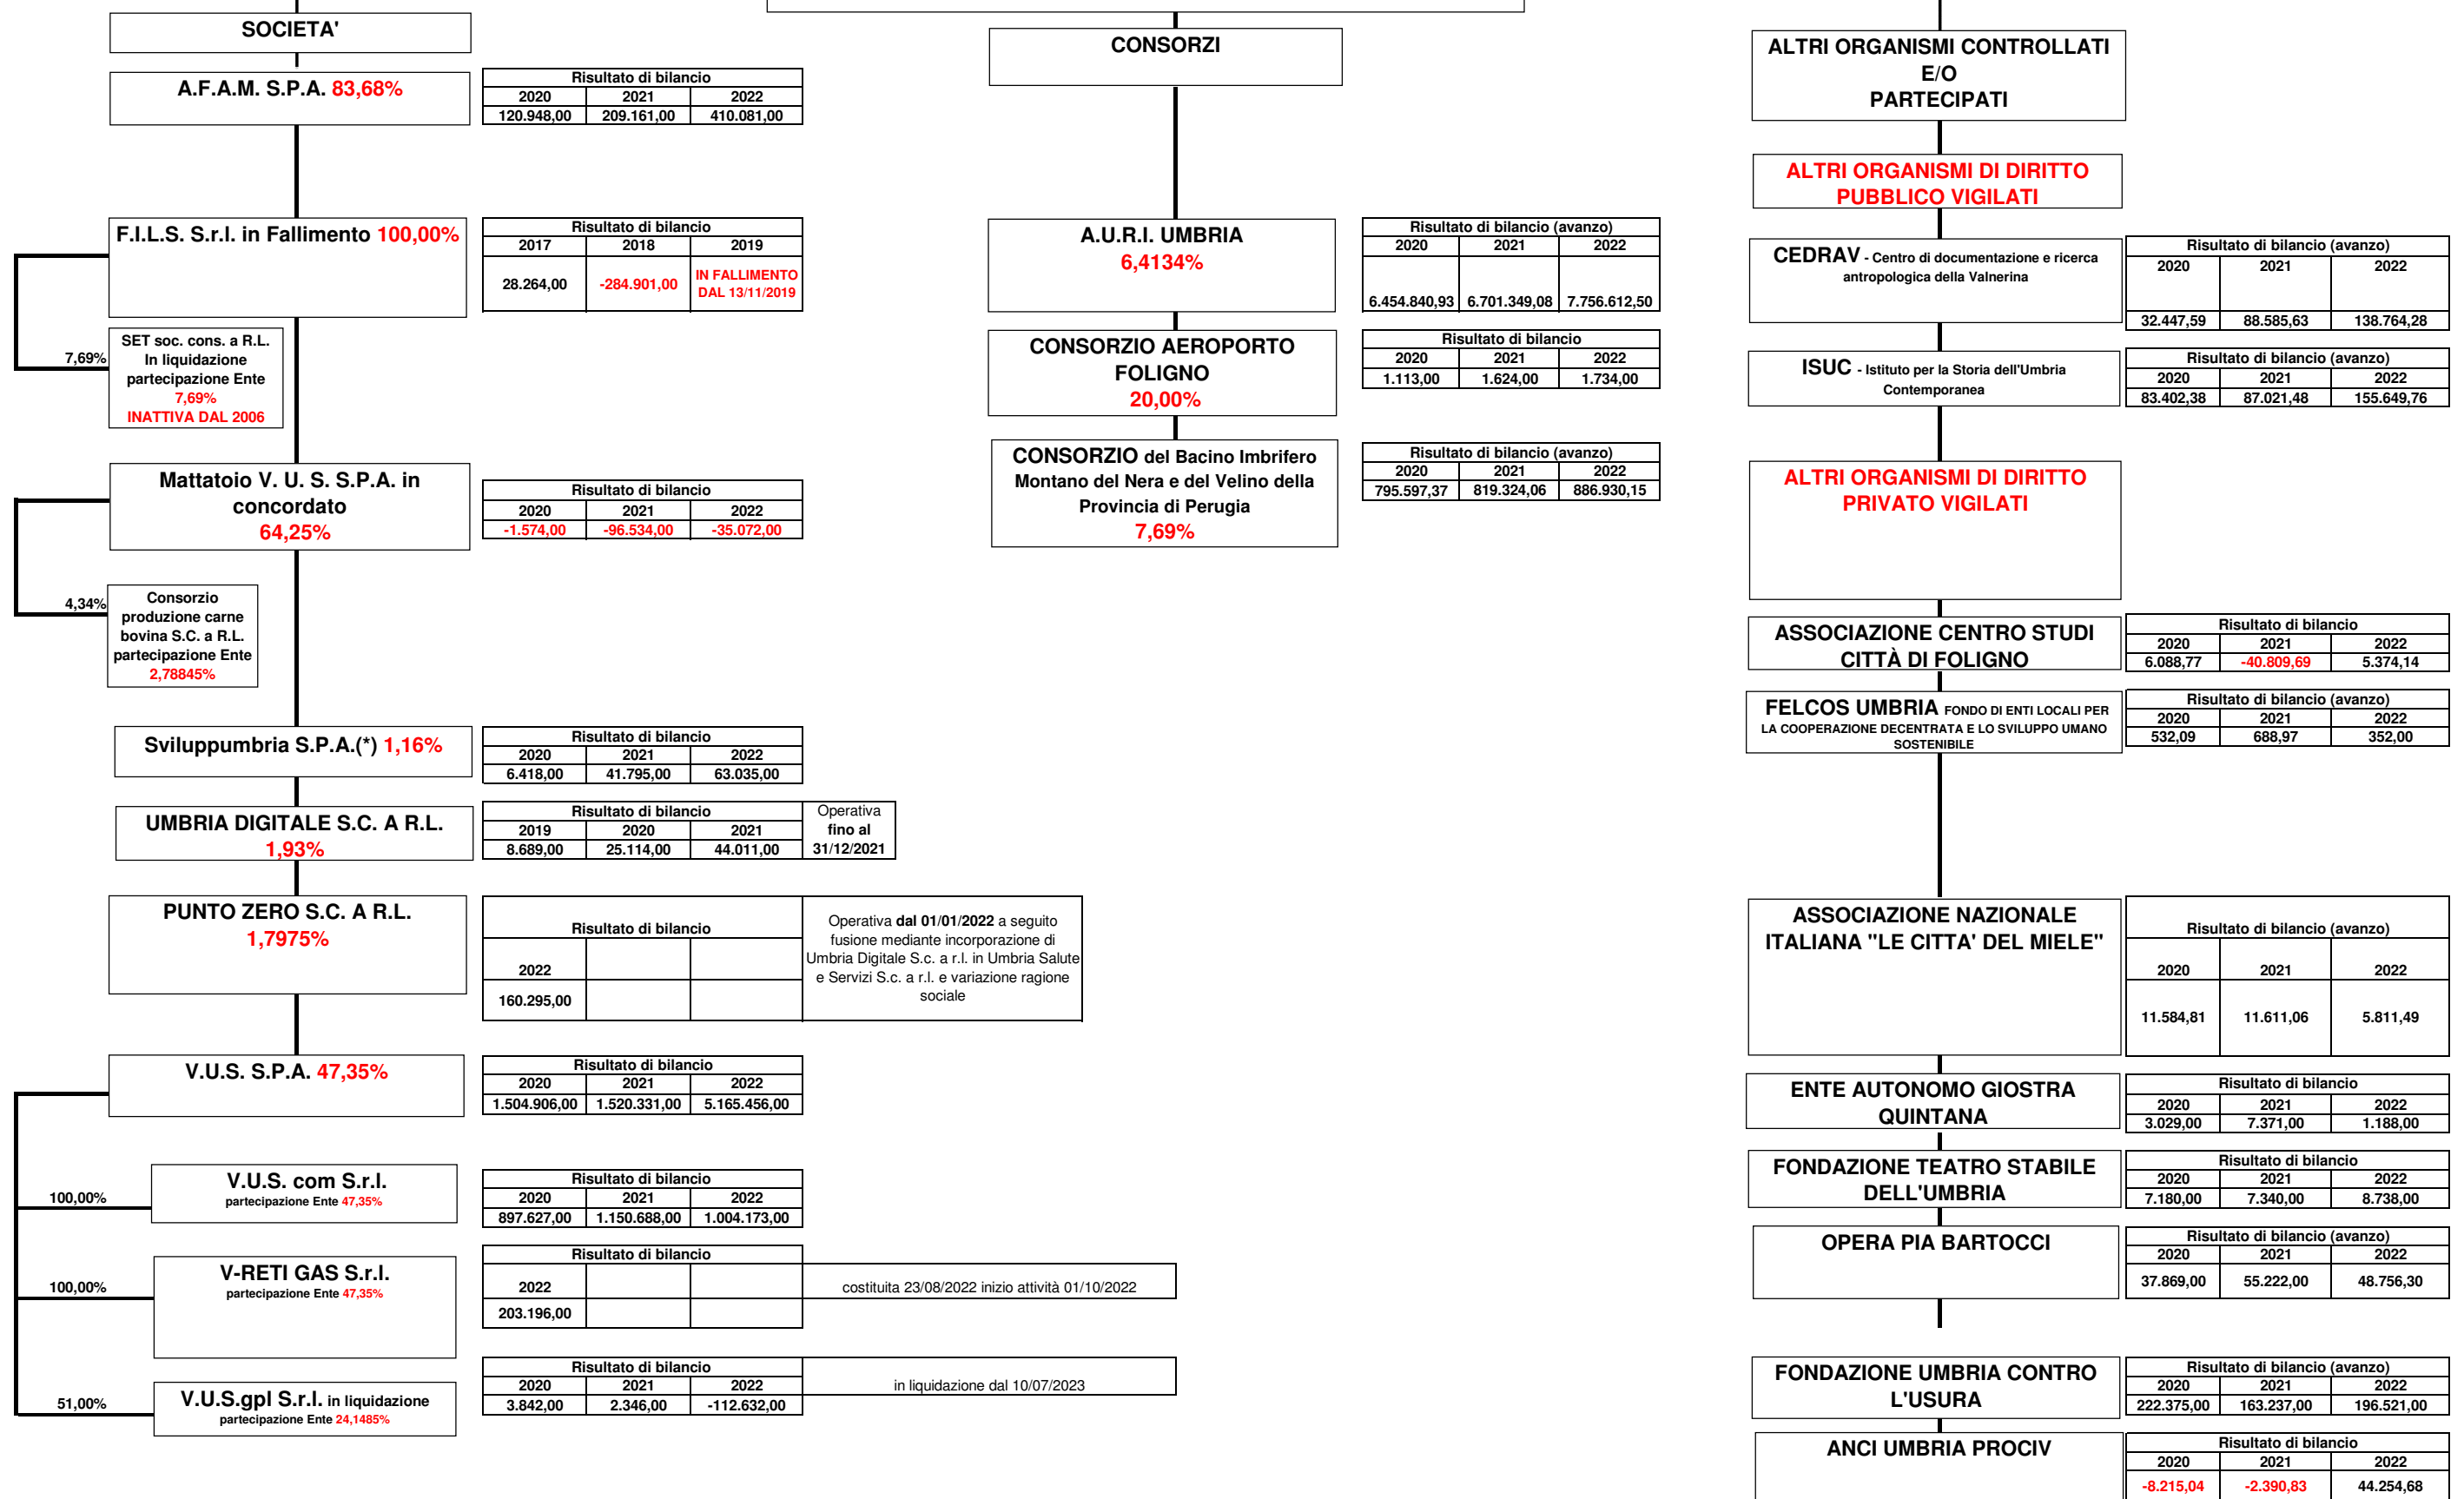 SOCIETA'
A.F.A.M. S.P.A. 83,68%
Risultato di bilancio
2020 2021 2022
120.948,00 209.161,00 410.081,00
F.I.L.S. S.r.l. in Fallimento 100,00%
Risultato di bilancio
2017 2018 2019
28.264,00 -284.901,00 IN FALLIMENTO
DAL 13/11/2019
7,69%
SET soc. cons. a R.L.
In liquidazione
partecipazione Ente
7,69%
INATTIVA DAL 2006
Mattatoio V. U. S. S.P.A. in
concordato
64,25%
Risultato di bilancio
2020 2021 2022
-1.574,00 -96.534,00 -35.072,00
4,34%
Consorzio
produzione carne
bovina S.C. a R.L.
partecipazione Ente
2,78845%
Sviluppumbria S.P.A.(*) 1,16%
Risultato di bilancio
2020 2021 2022
6.418,00 41.795,00 63.035,00
UMBRIA DIGITALE S.C. A R.L.
1,93%
Risultato di bilancio
2019 2020 2021
8.689,00 25.114,00 44.011,00
Operativa
fino al
31/12/2021
PUNTO ZERO S.C. A R.L.
1,7975%
Risultato di bilancio
2022
160.295,00
Operativa dal 01/01/2022 a seguito
fusione mediante incorporazione di
Umbria Digitale S.c. a r.l. in Umbria Salute
e Servizi S.c. a r.l. e variazione ragione
sociale
V.U.S. S.P.A. 47,35%
Risultato di bilancio
2020 2021 2022
1.504.906,00 1.520.331,00 5.165.456,00
100,00%
V.U.S. com S.r.l.
partecipazione Ente 47,35%
Risultato di bilancio
2020 2021 2022
897.627,00 1.150.688,00 1.004.173,00
100,00%
V-RETI GAS S.r.l.
partecipazione Ente 47,35%
Risultato di bilancio
2022
203.196,00
costituita 23/08/2022 inizio attività 01/10/2022
51,00%
V.U.S.gpl S.r.l. in liquidazione
partecipazione Ente 24,1485%
Risultato di bilancio
2020 2021 2022
3.842,00 2.346,00 -112.632,00
in liquidazione dal 10/07/2023
CONSORZI
A.U.R.I. UMBRIA
6,4134%
Risultato di bilancio (avanzo)
2020 2021 2022
6.454.840,93 6.701.349,08 7.756.612,50
CONSORZIO AEROPORTO
FOLIGNO
20,00%
Risultato di bilancio
2020 2021 2022
1.113,00 1.624,00 1.734,00
CONSORZIO del Bacino Imbrifero
Montano del Nera e del Velino della
Provincia di Perugia
7,69%
Risultato di bilancio (avanzo)
2020 2021 2022
795.597,37 819.324,06 886.930,15
ALTRI ORGANISMI CONTROLLATI
E/O
PARTECIPATI
ALTRI ORGANISMI DI DIRITTO
PUBBLICO VIGILATI
CEDRAV - Centro di documentazione e ricerca
antropologica della Valnerina
Risultato di bilancio (avanzo)
2020 2021 2022
32.447,59 88.585,63 138.764,28
ISUC - Istituto per la Storia dell'Umbria
Contemporanea
Risultato di bilancio (avanzo)
2020 2021 2022
83.402,38 87.021,48 155.649,76
ALTRI ORGANISMI DI DIRITTO
PRIVATO VIGILATI
ASSOCIAZIONE CENTRO STUDI
CITTÀ DI FOLIGNO
Risultato di bilancio
2020 2021 2022
6.088,77 -40.809,69 5.374,14
FELCOS UMBRIA FONDO DI ENTI LOCALI PER
LA COOPERAZIONE DECENTRATA E LO SVILUPPO UMANO
SOSTENIBILE
Risultato di bilancio (avanzo)
2020 2021 2022
532,09 688,97 352,00
ASSOCIAZIONE NAZIONALE
ITALIANA "LE CITTA' DEL MIELE"
Risultato di bilancio (avanzo)
2020 2021 2022
11.584,81 11.611,06 5.811,49
ENTE AUTONOMO GIOSTRA
QUINTANA
Risultato di bilancio
2020 2021 2022
3.029,00 7.371,00 1.188,00
FONDAZIONE TEATRO STABILE
DELL'UMBRIA
Risultato di bilancio
2020 2021 2022
7.180,00 7.340,00 8.738,00
OPERA PIA BARTOCCI
Risultato di bilancio (avanzo)
2020 2021 2022
37.869,00 55.222,00 48.756,30
FONDAZIONE UMBRIA CONTRO
L'USURA
Risultato di bilancio (avanzo)
2020 2021 2022
222.375,00 163.237,00 196.521,00
ANCI UMBRIA PROCIV
Risultato di bilancio
2020 2021 2022
-8.215,04 -2.390,83 44.254,68